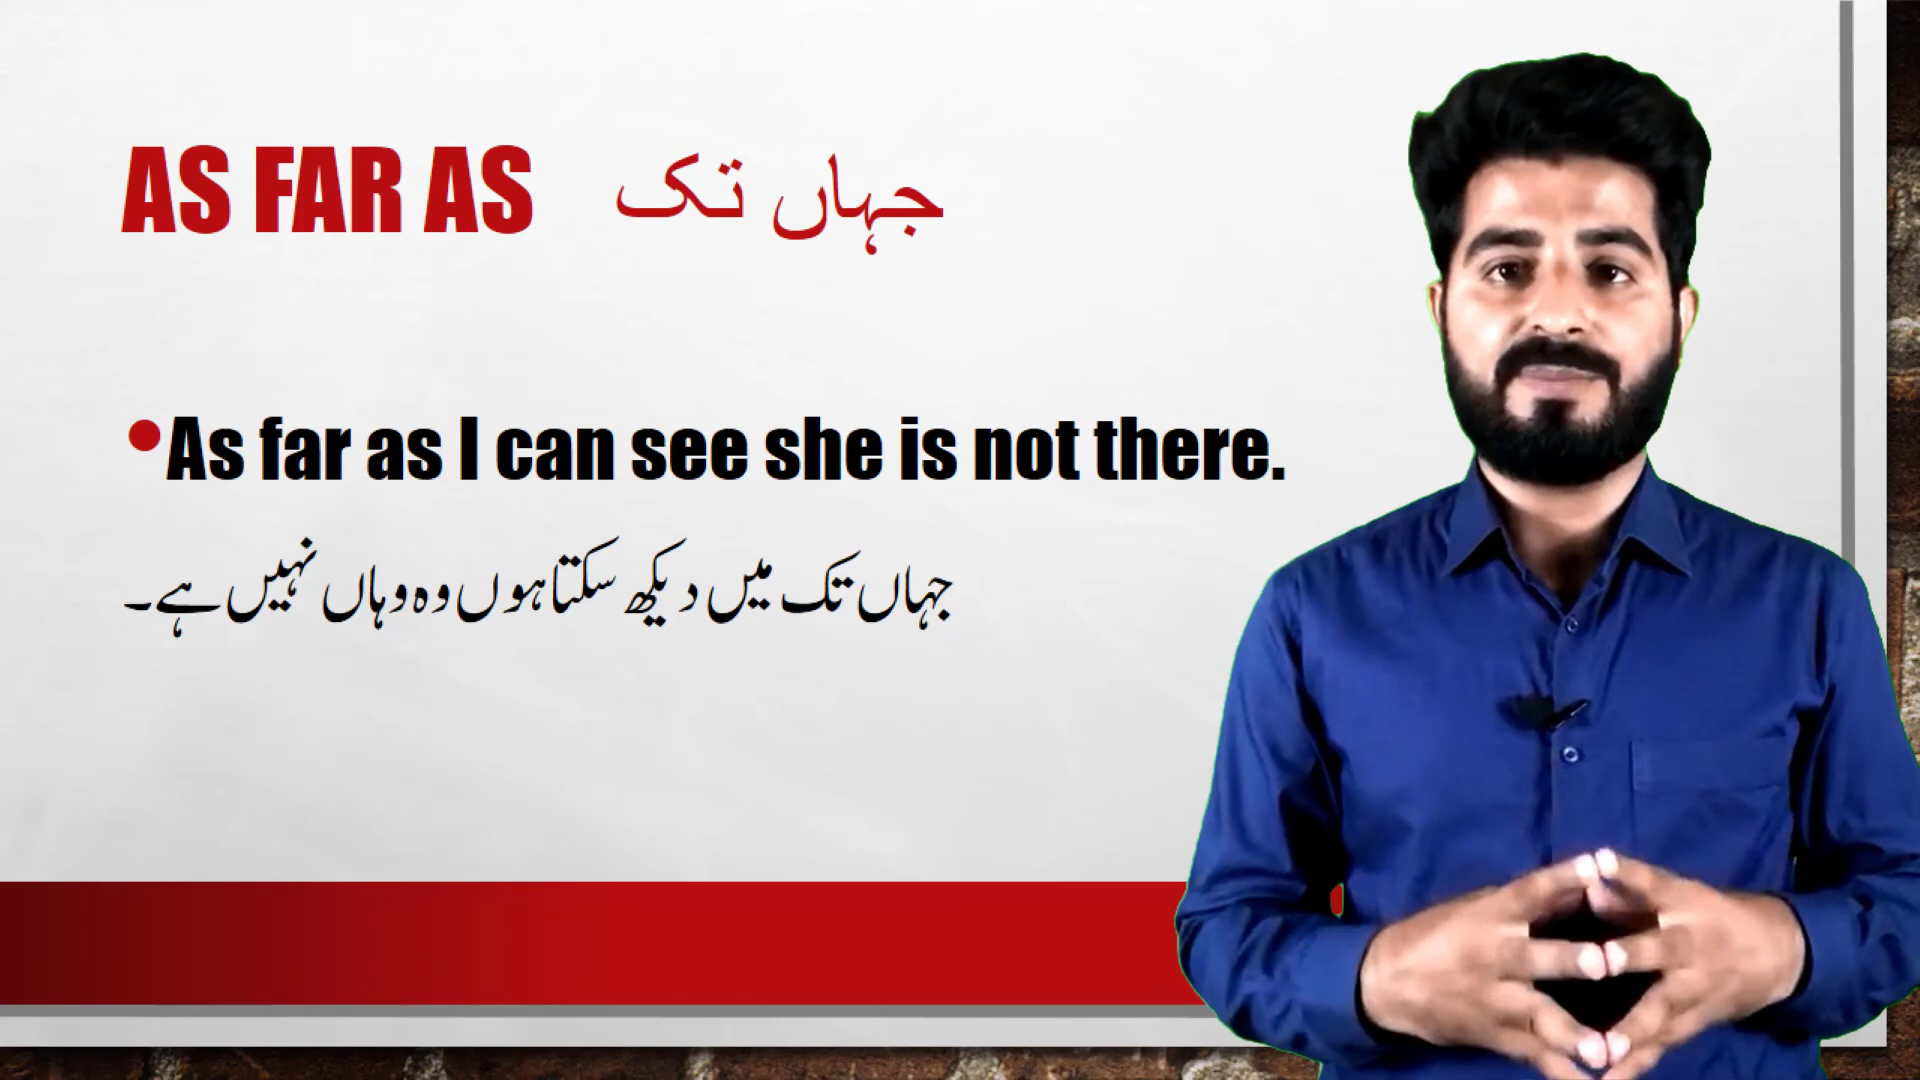 AS FAR AS جہاں تک
•As far as I can see she is not there.
جہاں تک میں دیکھ سکتا ہوں وہ وہاں نہیں ہے۔